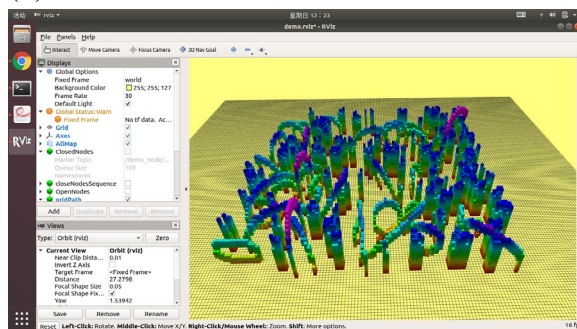 活动
rviz
星期日 12:23
demo.rviz* - RViz
File Panels Help
Interact Move Camera Focus Camera 3D Nav Goal
Displays
Global Options
Fixed Frame world
Background Color 255; 255; 127
Frame Rate 30
Default Light
Global Status: Warn
Fixed Frame No tf data. Ac...
Grid
Axes
AllMap
ClosedNodes
Marker Topic /demo_node/...
Queue Size 100
Namespaces
closeNodesSequence
OpenNodes
gridPath
Add Duplicate Remove Rename
Views
Type: Orbit (rviz) Zero
Current View Orbit (rviz)
Near Clip Dista... 0.01
Invert Z Axis
Target Frame <Fixed Frame>
Distance 27.2798
Focal Shape Size 0.05
Focal Shape Fix...
Yaw 1.53942
Save Remove Rename
Reset Left-Click: Rotate. Middle-Click: Move X/Y. Right-Click/Mouse Wheel: Zoom. Shift: More options.
RViz